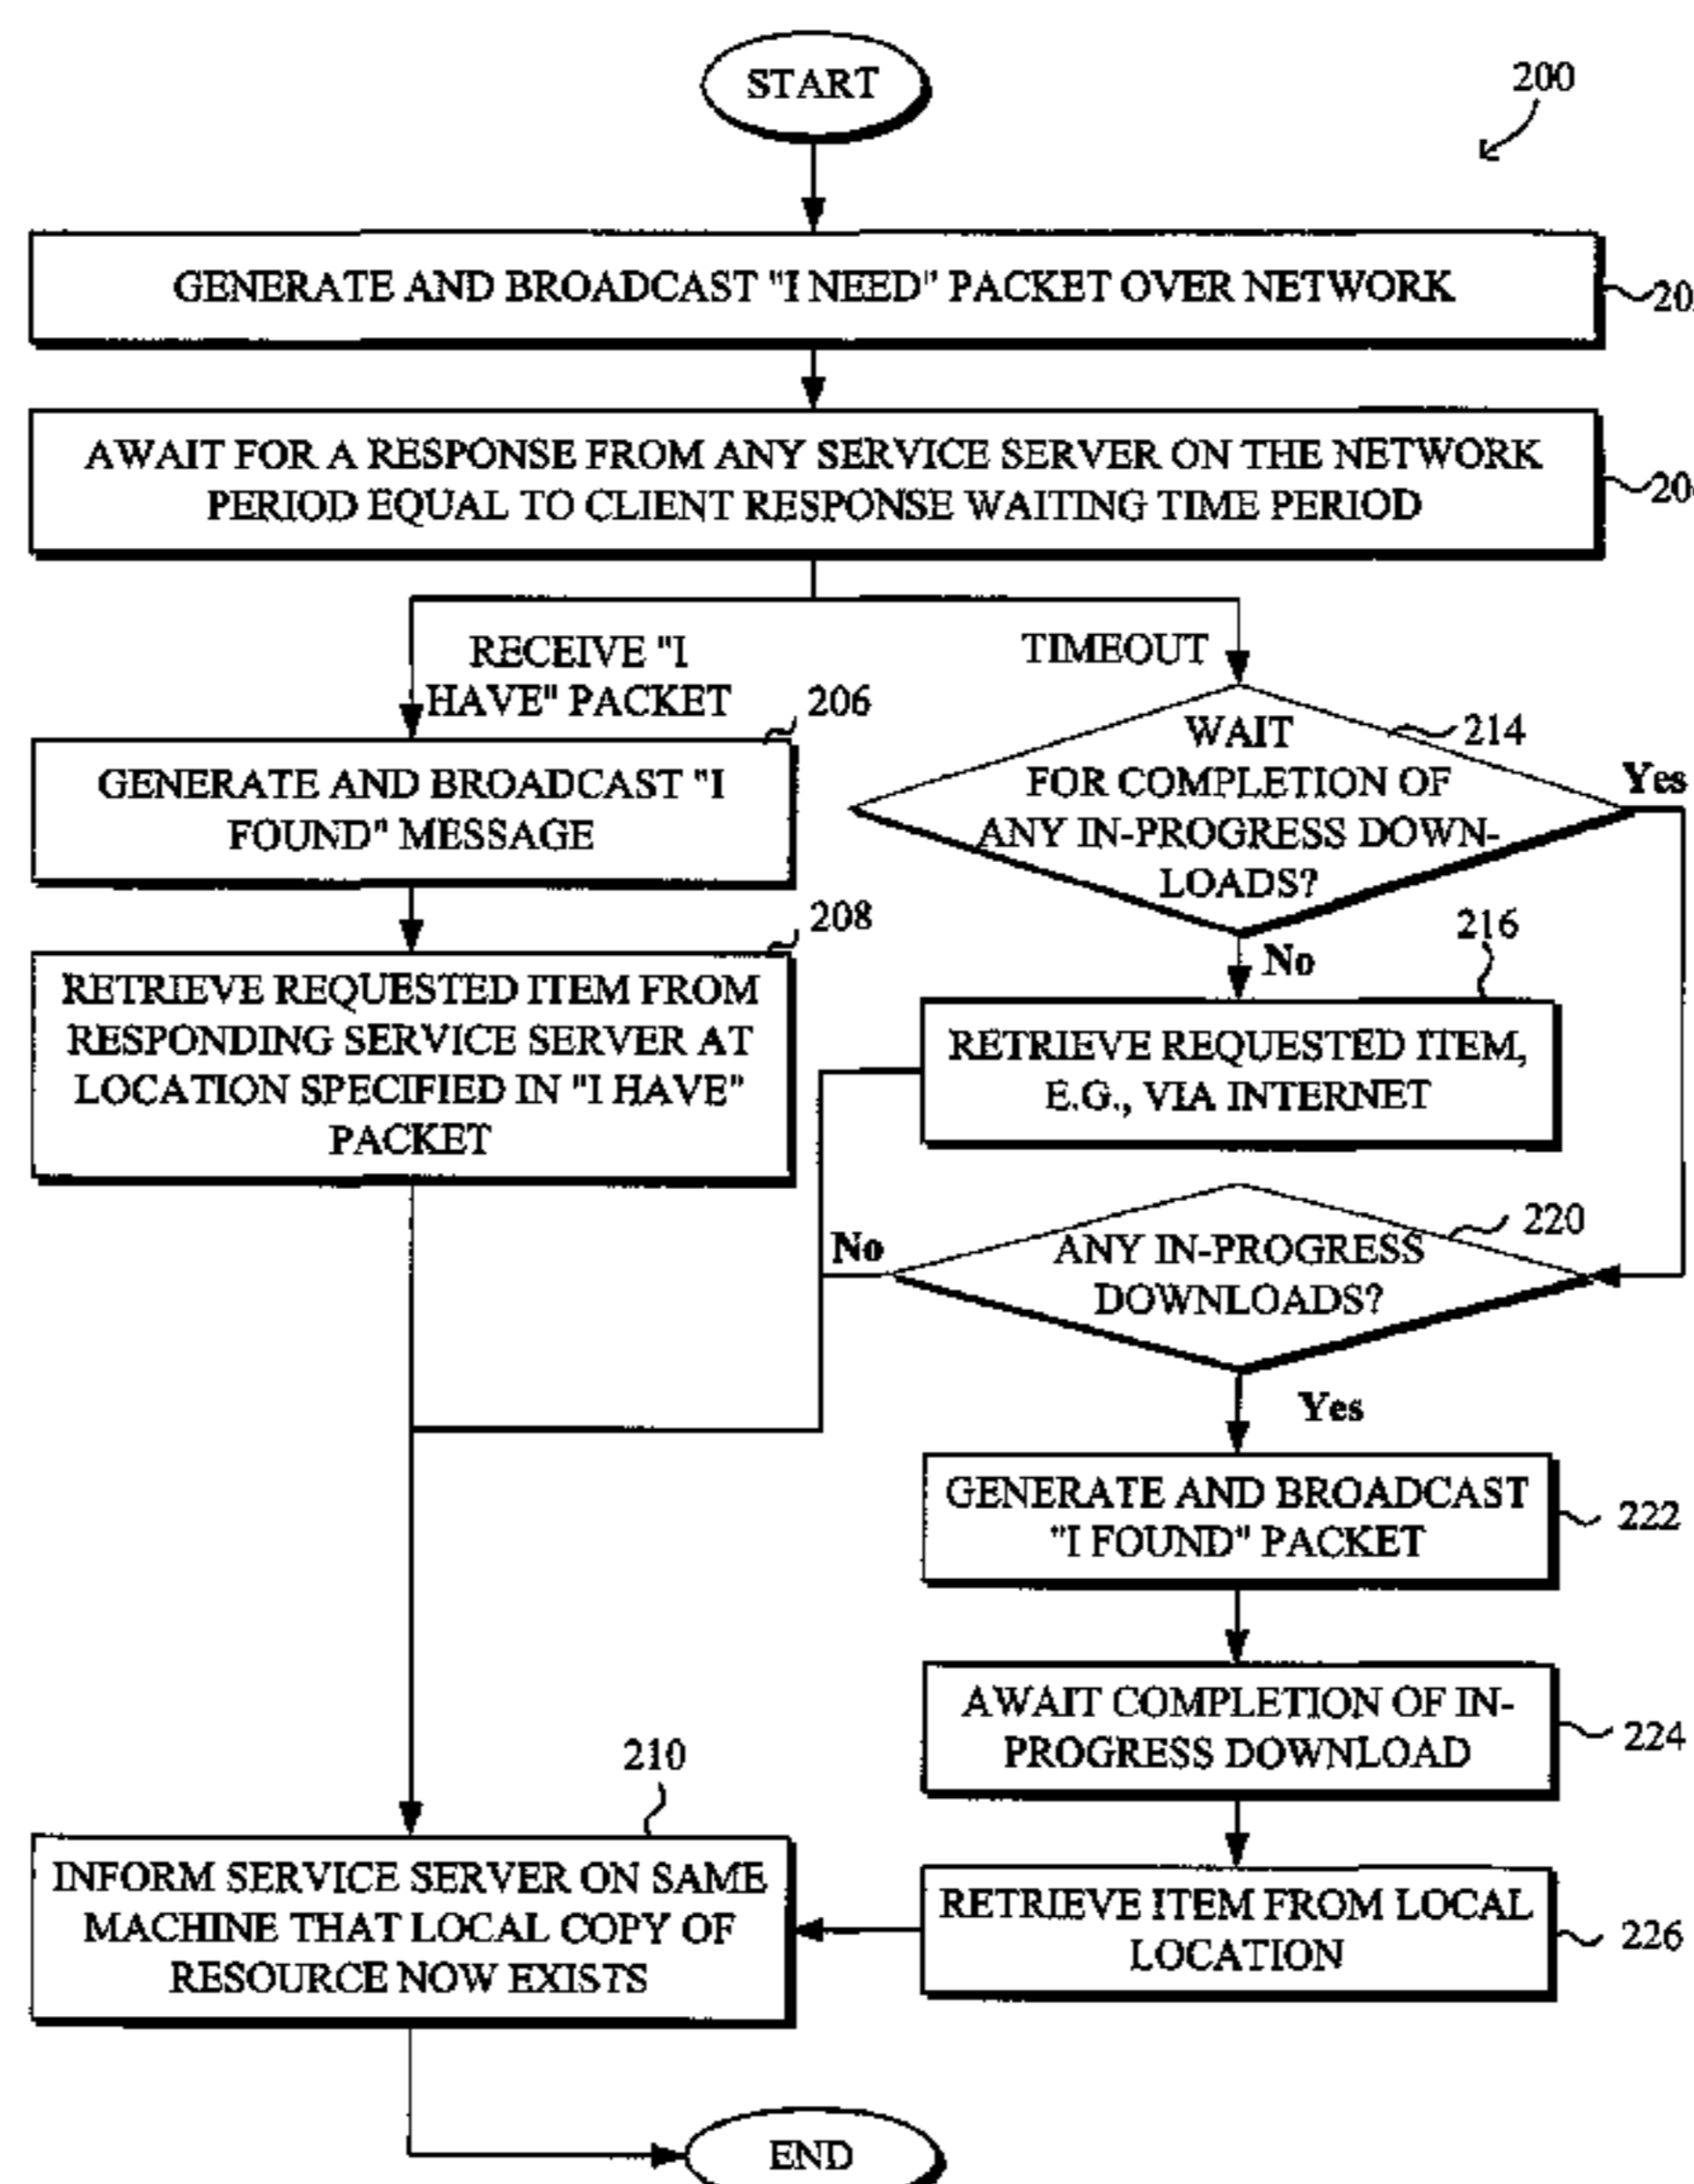 START
200
GENERATE AND BROADCAST "I NEED" PACKET OVER NETWORK
AWAIT FOR A RESPONSE FROM ANY SERVICE SERVER ON THE NETWORK
PERIOD EQUAL TO CLIENT RESPONSE WAITING TIME PERIOD
RECEIVE "I
HAVE" PACKET
TIMEOUT
206
GENERATE AND BROADCAST "I
FOUND" MESSAGE
214
WAIT
FOR COMPLETION OF
ANY IN-PROGRESS DOWN-
LOADS?
Yes
No
208
RETRIEVE REQUESTED ITEM FROM
RESPONDING SERVICE SERVER AT
LOCATION SPECIFIED IN "I HAVE"
PACKET
216
RETRIEVE REQUESTED ITEM,
E.G., VIA INTERNET
220
No
ANY IN-PROGRESS
DOWNLOADS?
Yes
GENERATE AND BROADCAST
"I FOUND" PACKET
222
AWAIT COMPLETION OF IN-
PROGRESS DOWNLOAD
224
210
INFORM SERVICE SERVER ON SAME
MACHINE THAT LOCAL COPY OF
RESOURCE NOW EXISTS
RETRIEVE ITEM FROM LOCAL
LOCATION
226
END